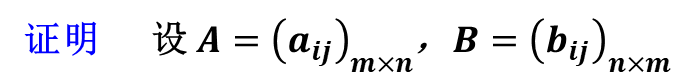 证明 设 A = (a_{ij})_{m×n}，B = (b_{ij})_{n×m}